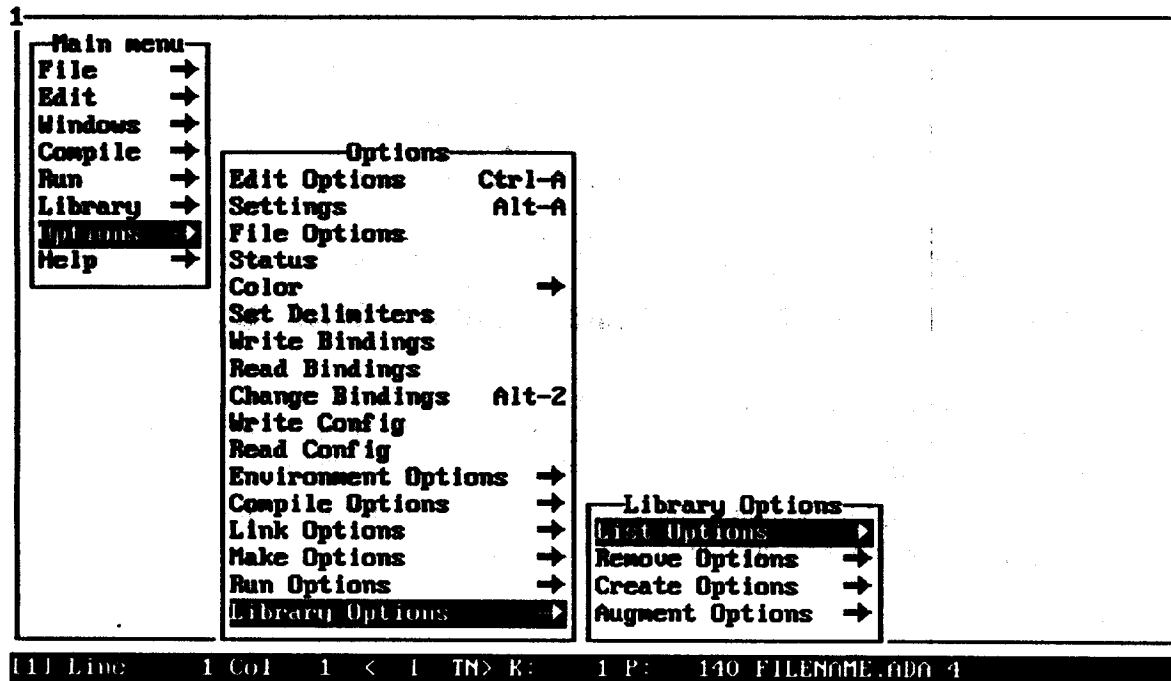 1
Main menu
File
Edit
Windows
Compile
Run
Library
Options
Help
Options
Edit Options Ctrl-A
Settings Alt-A
File Options
Status
Color
Set Delimiters
Write Bindings
Read Bindings
Change Bindings Alt-2
Write Config
Read Config
Environment Options
Compile Options
Link Options
Make Options
Run Options
Library Options
Library Options
List Options
Remove Options
Create Options
Augment Options
[1] Line 1 Col 1 < I TN> K: 1 P: 140 FILENAME.ADA 4